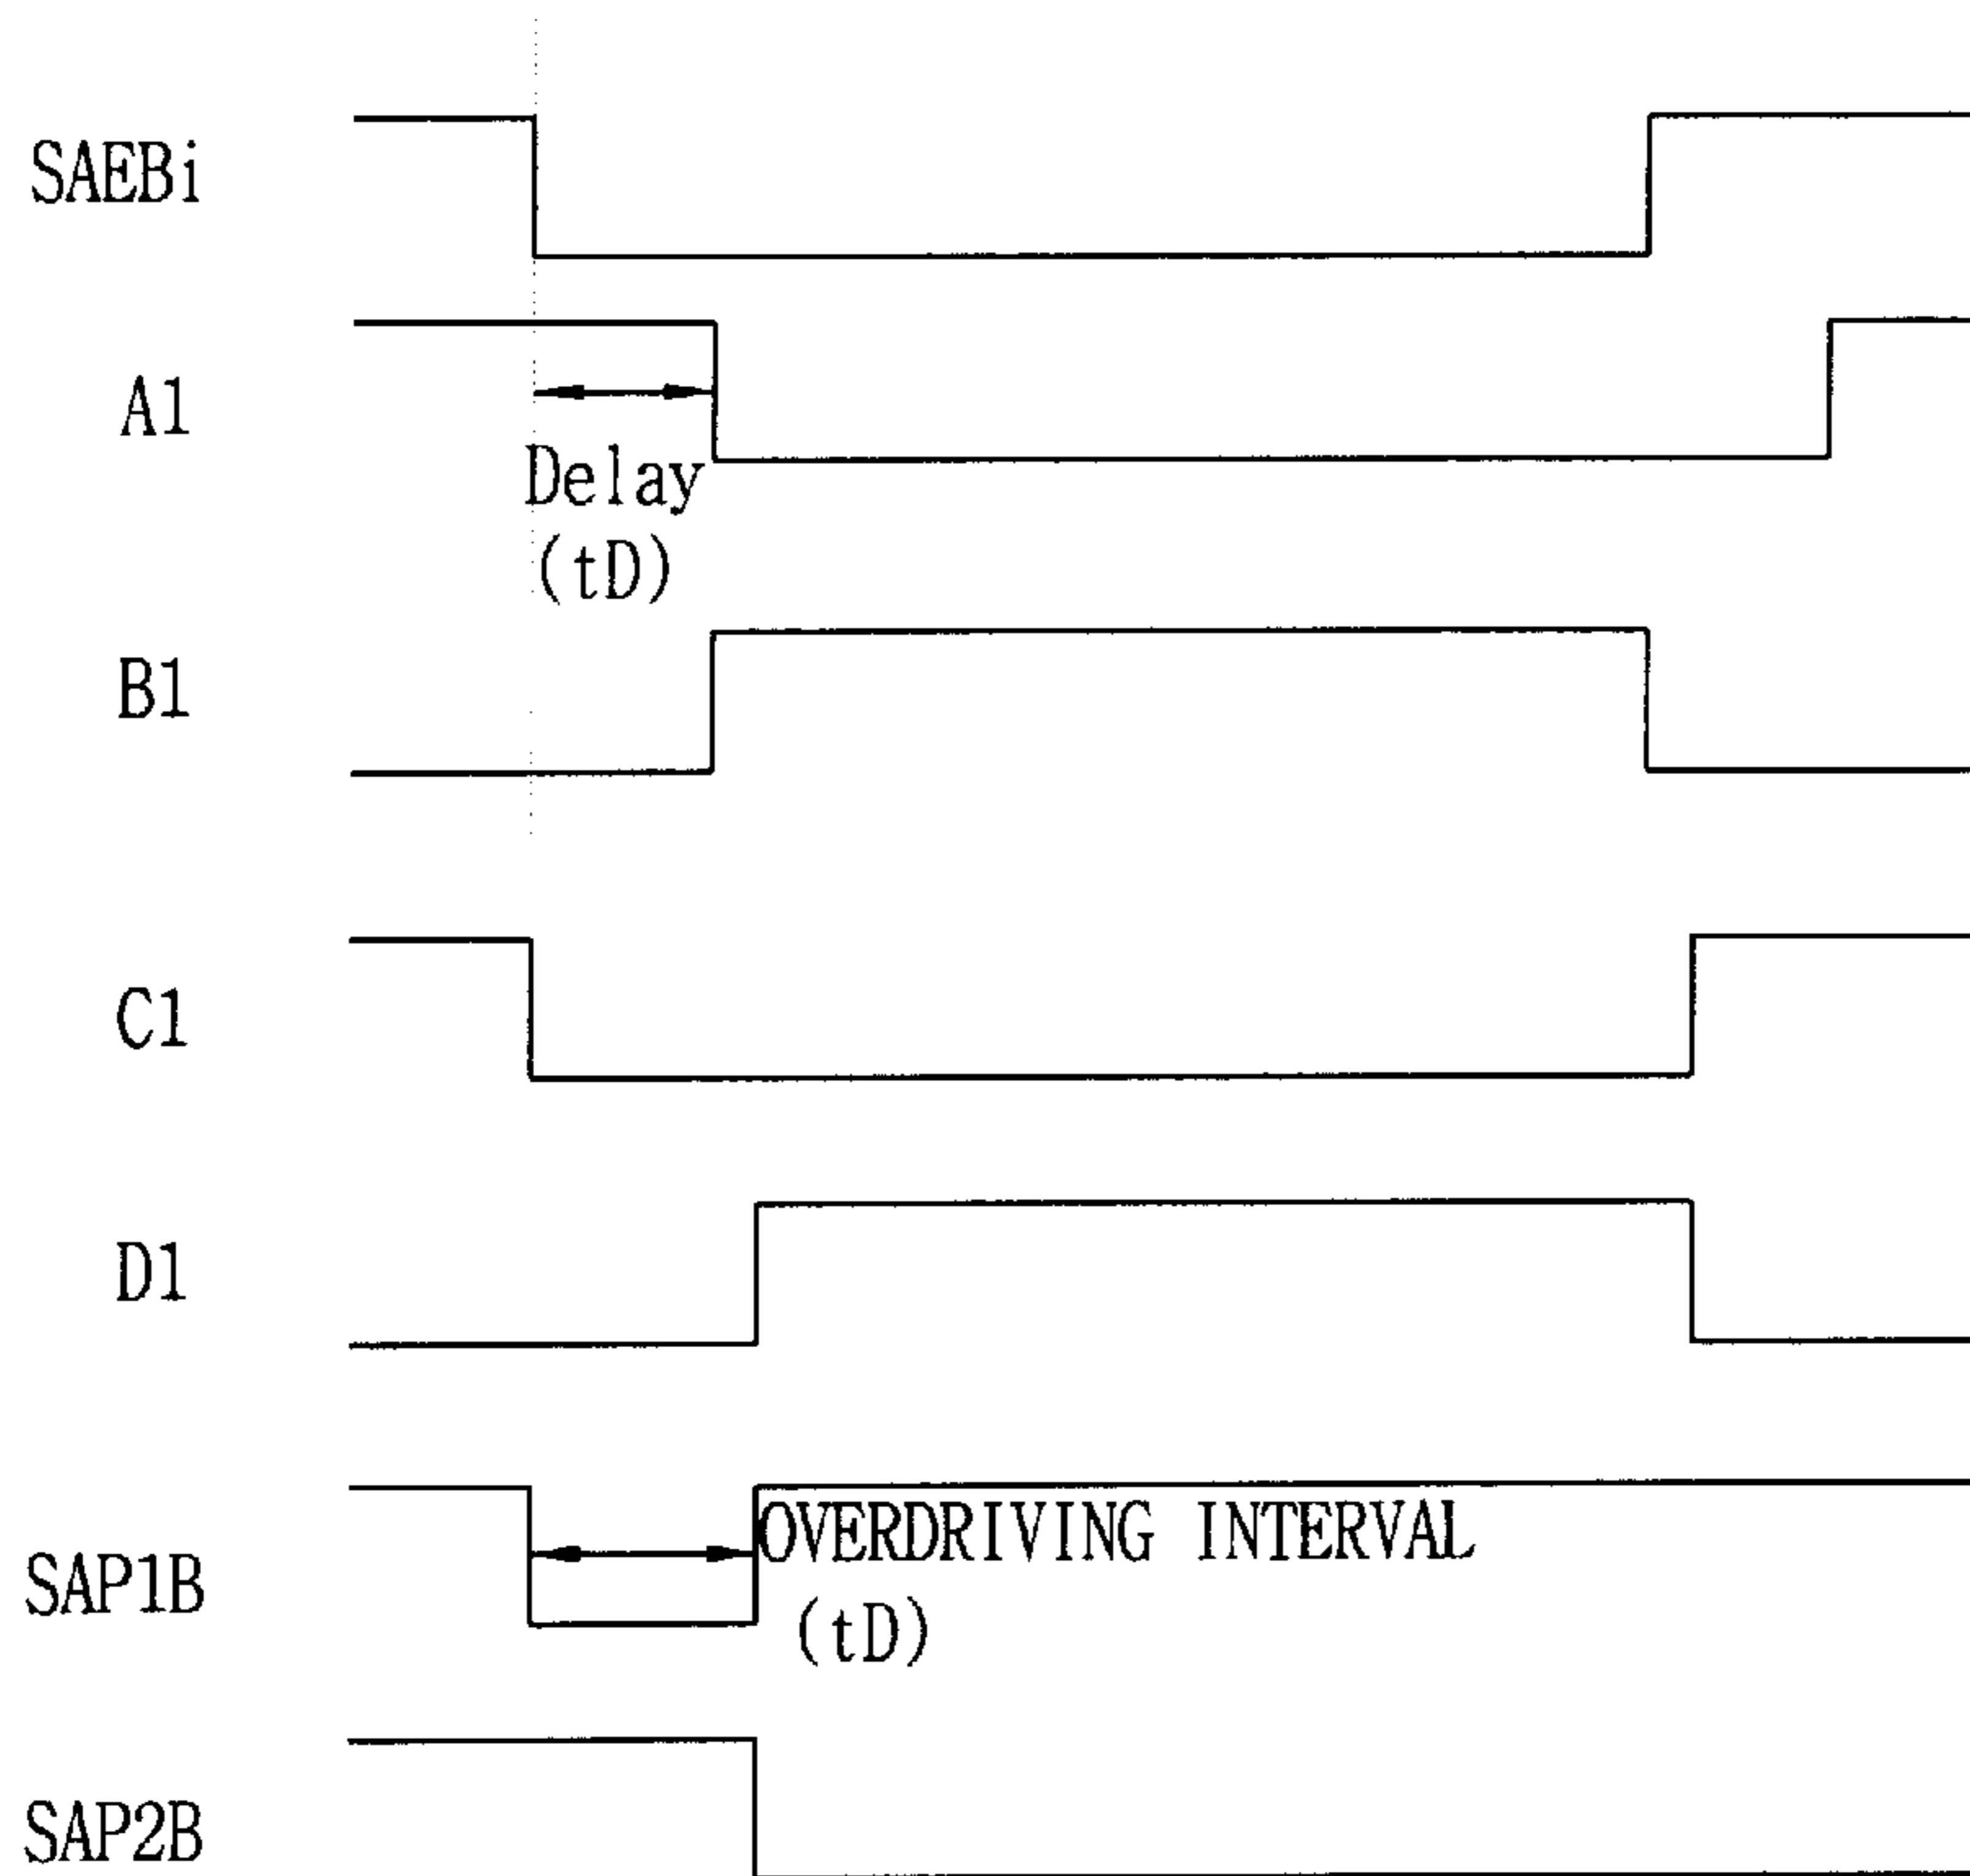 SAEBi
A1
Delay
(tD)
B1
C1
D1
SAP1B
OVERDRIVING INTERVAL
(tD)
SAP2B